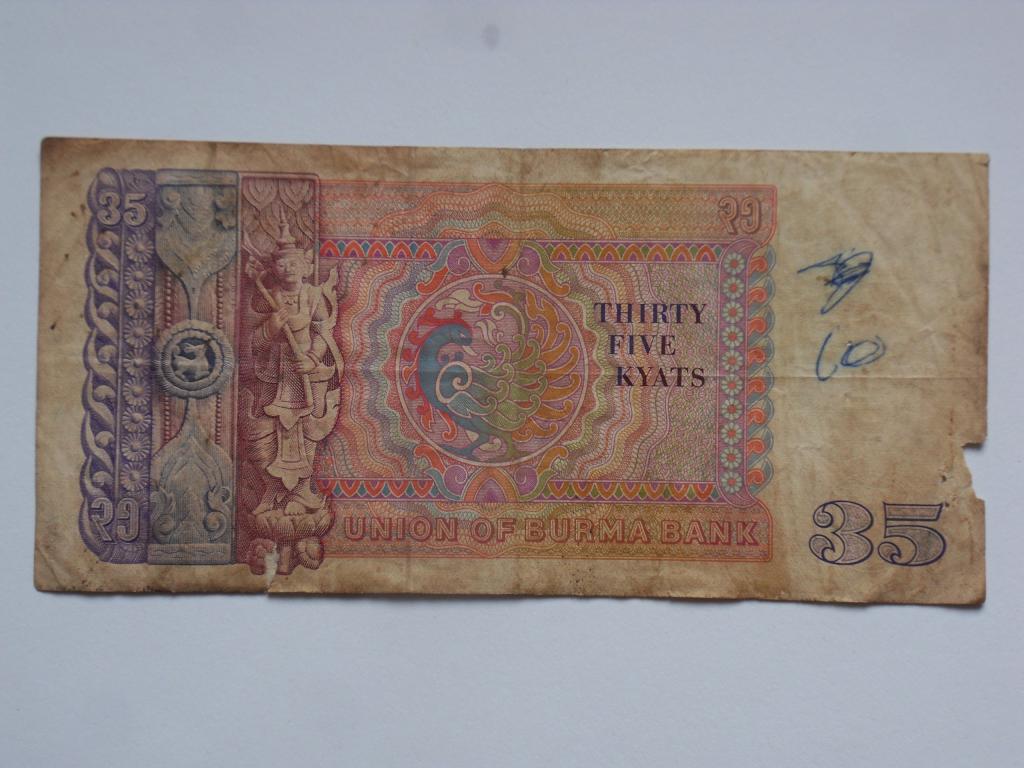 35
၃၅
THIRTY
FIVE
KYATS
60
၃၅
UNION OF BURMA BANK
35